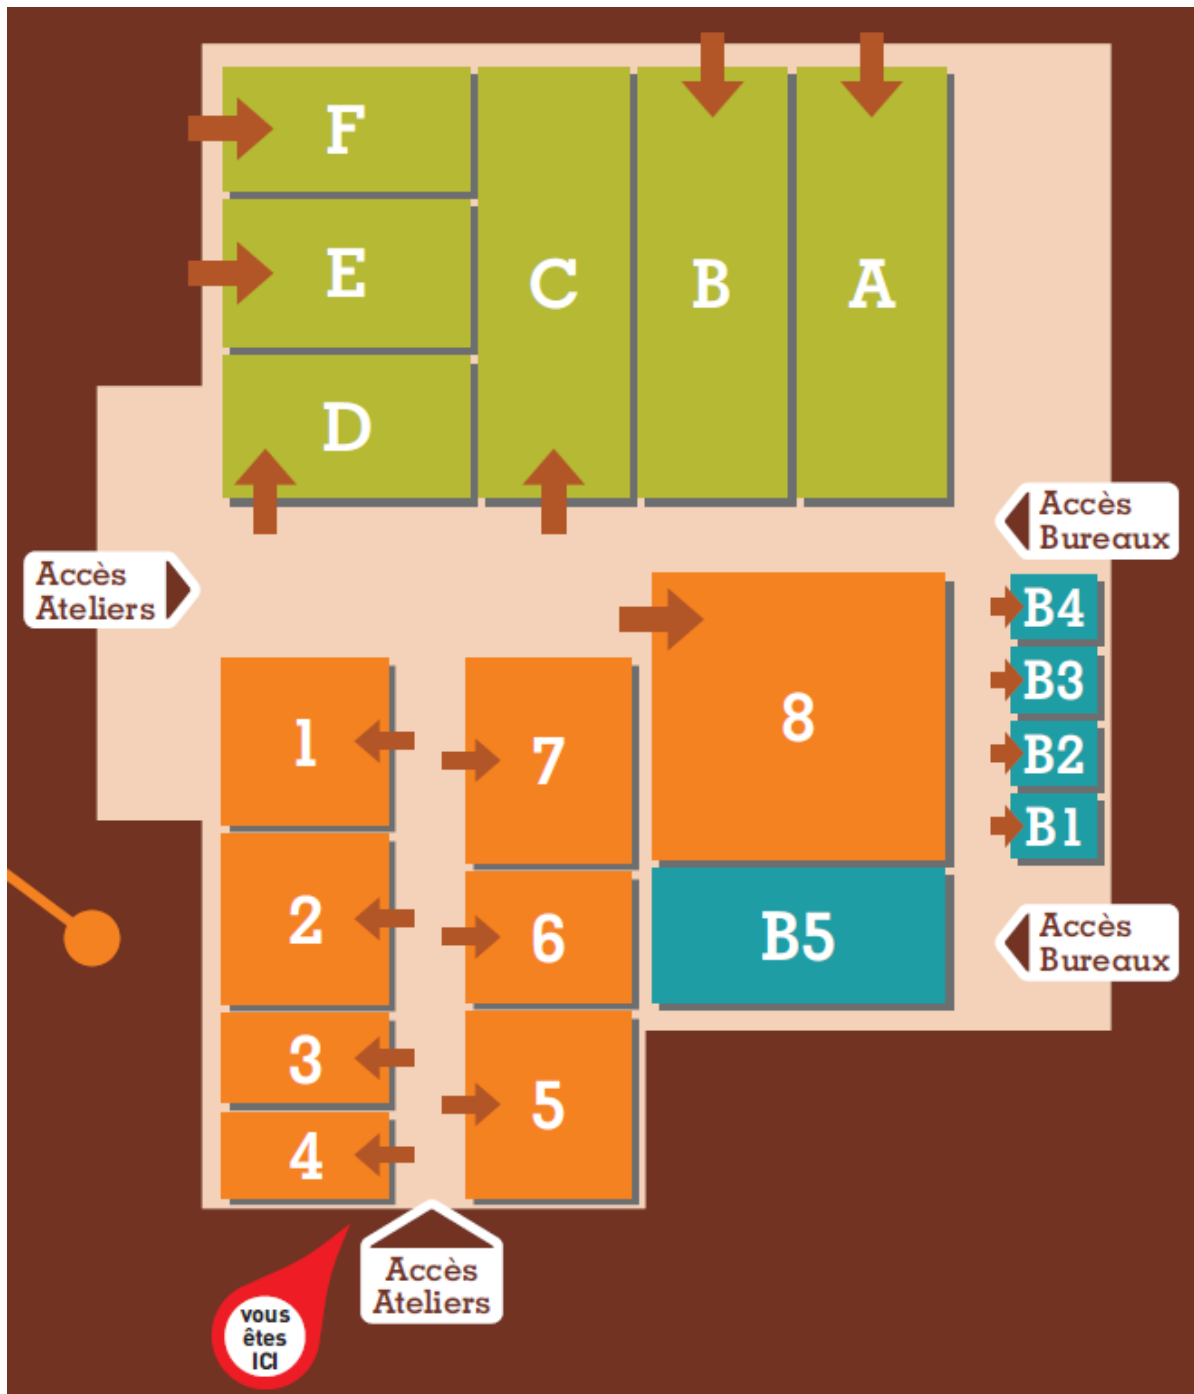 F
E
D
C
B
A
Accès
Bureaux
Accès
Ateliers
B4
B3
B2
B1
8
1
7
2
6
B5
Accès
Bureaux
3
5
4
Accès
Ateliers
vous
êtes
ICI